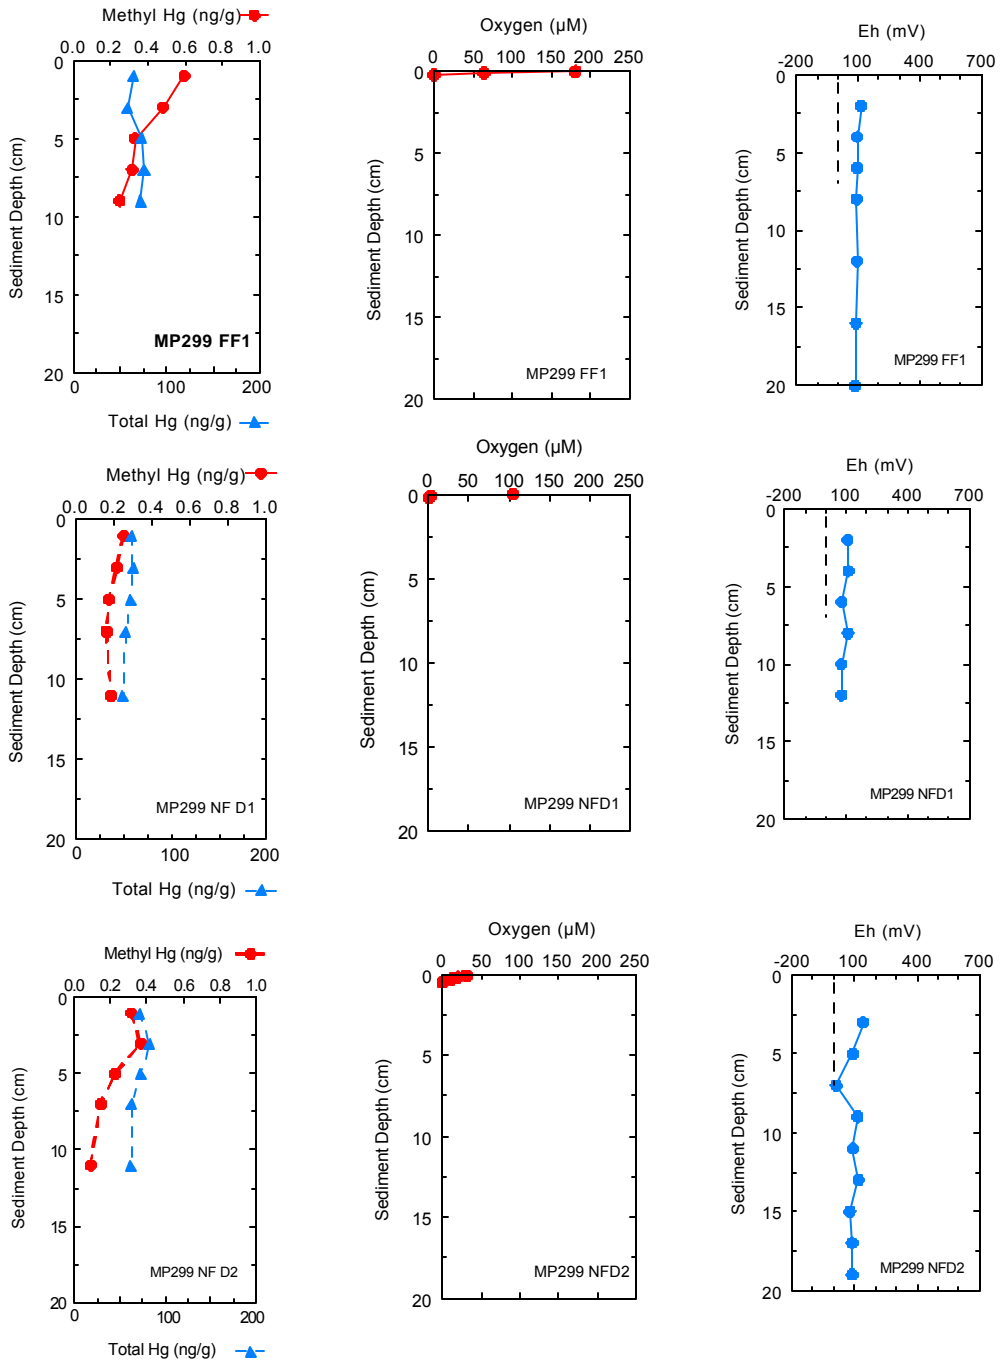 Methyl Hg (ng/g)
0.0 0.2 0.4 0.6 0.8 1.0
0
5
10
15
20
Sediment Depth (cm)
MP299 FF1
0 100 200
Total Hg (ng/g)
Oxygen (µM)
0 50 100 150 200 250
0
5
10
15
20
Sediment Depth (cm)
MP299 FF1
Eh (mV)
-200 100 400 700
0
5
10
15
20
Sediment Depth (cm)
MP299 FF1
Methyl Hg (ng/g)
0.0 0.2 0.4 0.6 0.8 1.0
0
5
10
15
20
Sediment Depth (cm)
MP299 NF D1
0 100 200
Total Hg (ng/g)
Oxygen (µM)
0 50 100 150 200 250
0
5
10
15
20
Sediment Depth (cm)
MP299 NFD1
Eh (mV)
-200 100 400 700
0
5
10
15
20
Sediment Depth (cm)
MP299 NFD1
Methyl Hg (ng/g)
0.0 0.2 0.4 0.6 0.8 1.0
0
5
10
15
20
Sediment Depth (cm)
MP299 NF D2
0 100 200
Total Hg (ng/g)
Oxygen (µM)
0 50 100 150 200 250
0
5
10
15
20
Sediment Depth (cm)
MP299 NFD2
Eh (mV)
-200 100 400 700
0
5
10
15
20
Sediment Depth (cm)
MP299 NFD2